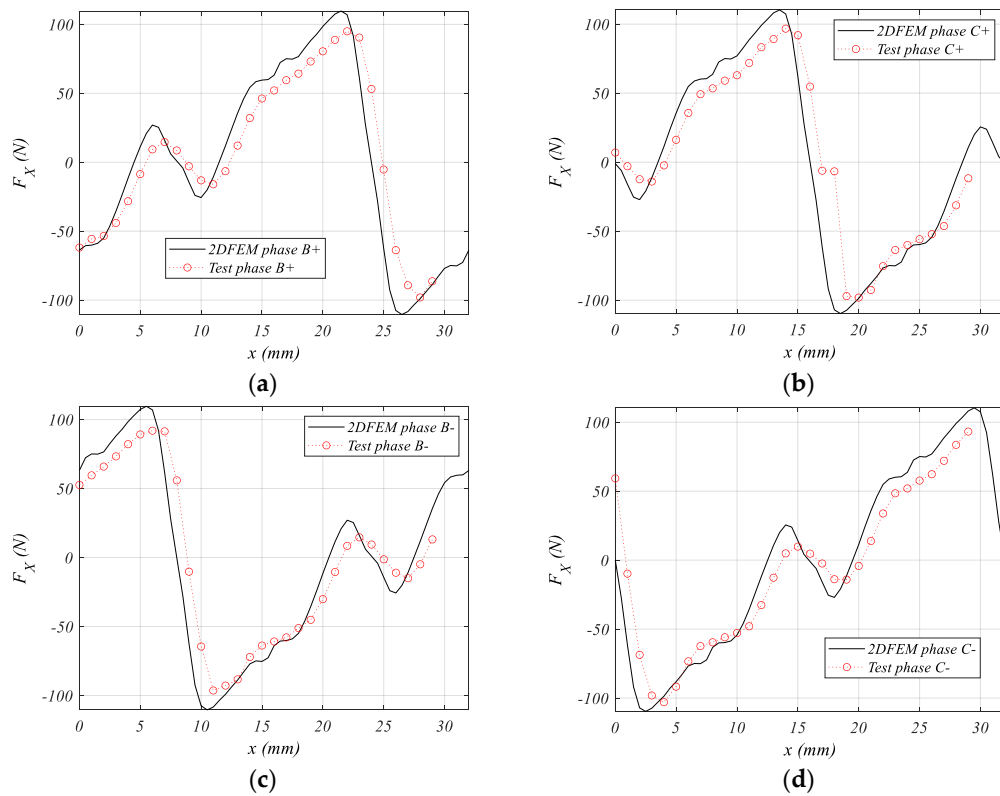 100
50
0
-50
-100
F_X (N)
2DFEM phase B+
Test phase B+
0 5 10 15 20 25 30
x (mm)
(a)
100
50
0
-50
-100
F_X (N)
2DFEM phase C+
Test phase C+
0 5 10 15 20 25 30
x (mm)
(b)
100
50
0
-50
-100
F_X (N)
2DFEM phase B-
Test phase B-
0 5 10 15 20 25 30
x (mm)
(c)
100
50
0
-50
-100
F_X (N)
2DFEM phase C-
Test phase C-
0 5 10 15 20 25 30
x (mm)
(d)